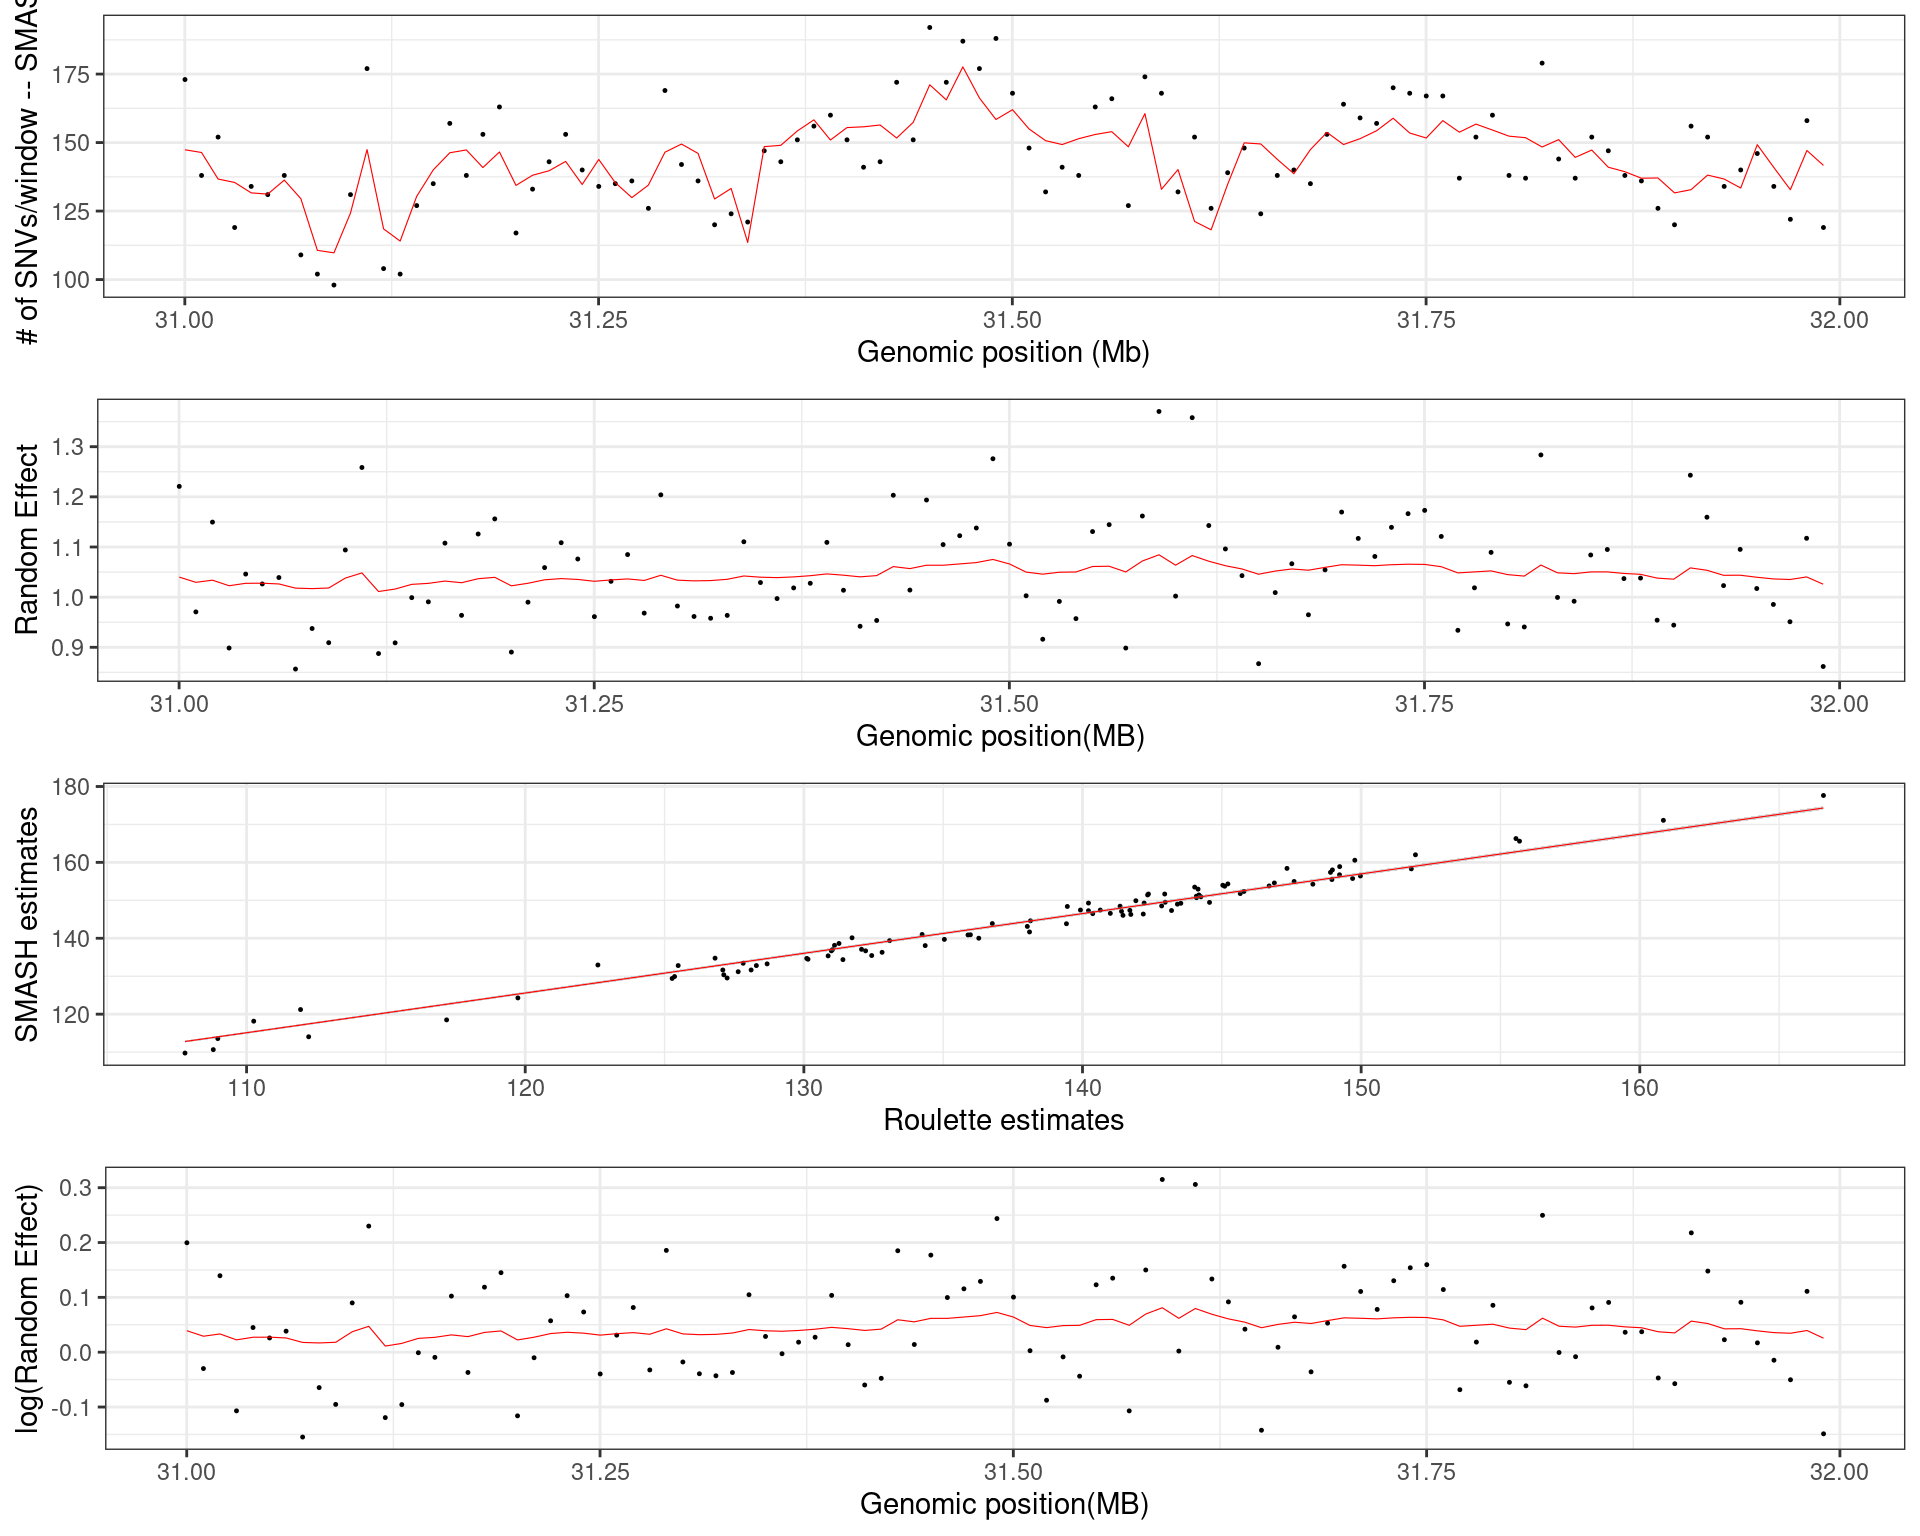 # of SNVs/window -- SMAS
175
150
125
100
31.00 31.25 31.50 31.75 32.00
Genomic position (Mb)
Random Effect
1.3
1.2
1.1
1.0
0.9
31.00 31.25 31.50 31.75 32.00
Genomic position(MB)
SMASH estimates
180
160
140
120
110 120 130 140 150 160
Roulette estimates
log(Random Effect)
0.3
0.2
0.1
0.0
-0.1
31.00 31.25 31.50 31.75 32.00
Genomic position(MB)